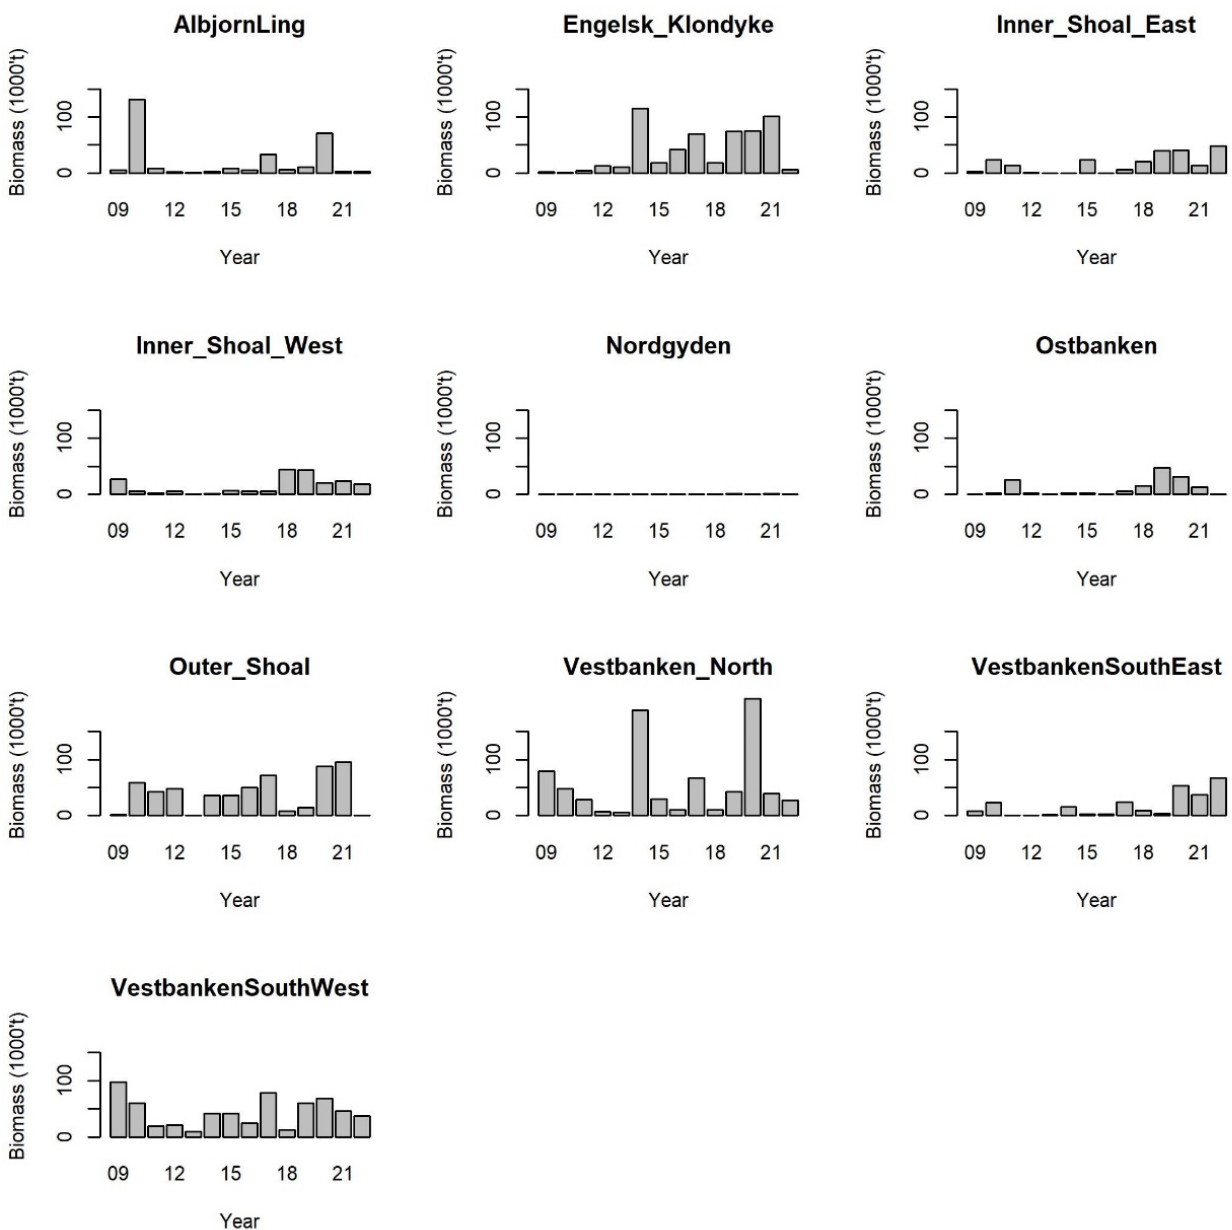 AlbjornLing
Biomass (1000't)
100
0
09 12 15 18 21
Year
Engelsk_Klondyke
Biomass (1000't)
100
0
09 12 15 18 21
Year
Inner_Shoal_East
Biomass (1000't)
100
0
09 12 15 18 21
Year
Inner_Shoal_West
Biomass (1000't)
100
0
09 12 15 18 21
Year
Nordgyden
Biomass (1000't)
100
0
09 12 15 18 21
Year
Ostbanken
Biomass (1000't)
100
0
09 12 15 18 21
Year
Outer_Shoal
Biomass (1000't)
100
0
09 12 15 18 21
Year
Vestbanken_North
Biomass (1000't)
100
0
09 12 15 18 21
Year
VestbankenSouthEast
Biomass (1000't)
100
0
09 12 15 18 21
Year
VestbankenSouthWest
Biomass (1000't)
100
0
09 12 15 18 21
Year